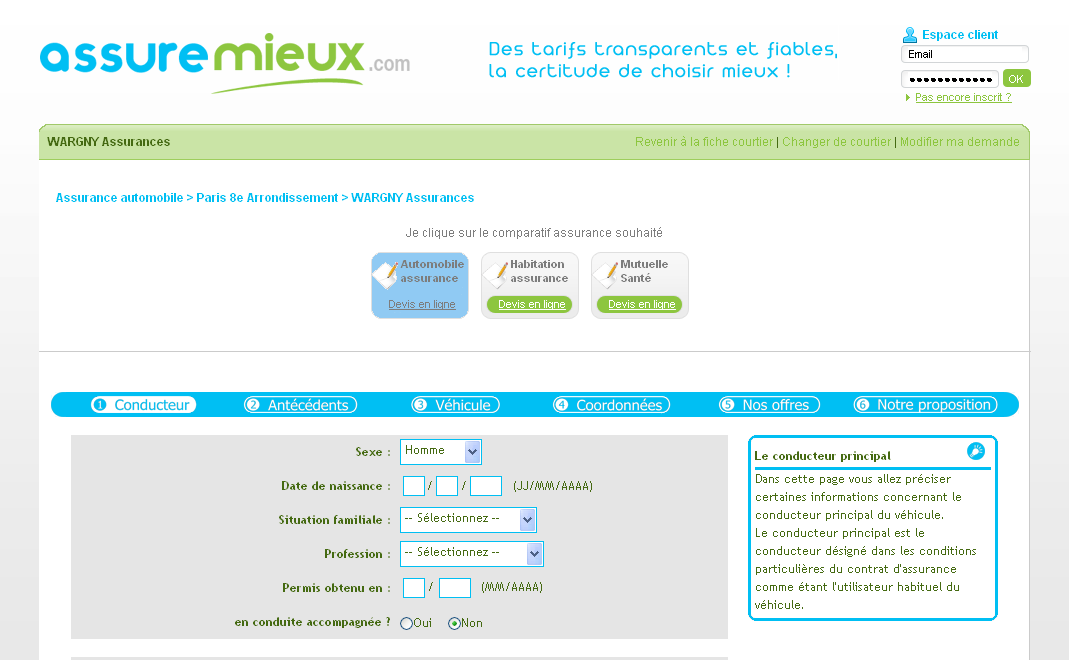 assuremieux.com
Des tarifs transparents et fiables,
la certitude de choisir mieux !
Espace client
Email
••••••••••••
OK
Pas encore inscrit ?
WARGNY Assurances
Revenir à la fiche courtier | Changer de courtier | Modifier ma demande
Assurance automobile > Paris 8e Arrondissement > WARGNY Assurances
Je clique sur le comparatif assurance souhaité
Automobile
assurance
Devis en ligne
Habitation
assurance
Devis en ligne
Mutuelle
Santé
Devis en ligne
1 Conducteur
2 Antécédents
3 Véhicule
4 Coordonnées
5 Nos offres
6 Notre proposition
Sexe : Homme
Date de naissance : / / (JJ/MM/AAAA)
Situation familiale : -- Sélectionnez --
Profession : -- Sélectionnez --
Permis obtenu en : / (MM/AAAA)
en conduite accompagnée ? Oui Non
Le conducteur principal
Dans cette page vous allez préciser
certaines informations concernant le
conducteur principal du véhicule.
Le conducteur principal est le
conducteur désigné dans les conditions
particulières du contrat d'assurance
comme étant l'utilisateur habituel du
véhicule.